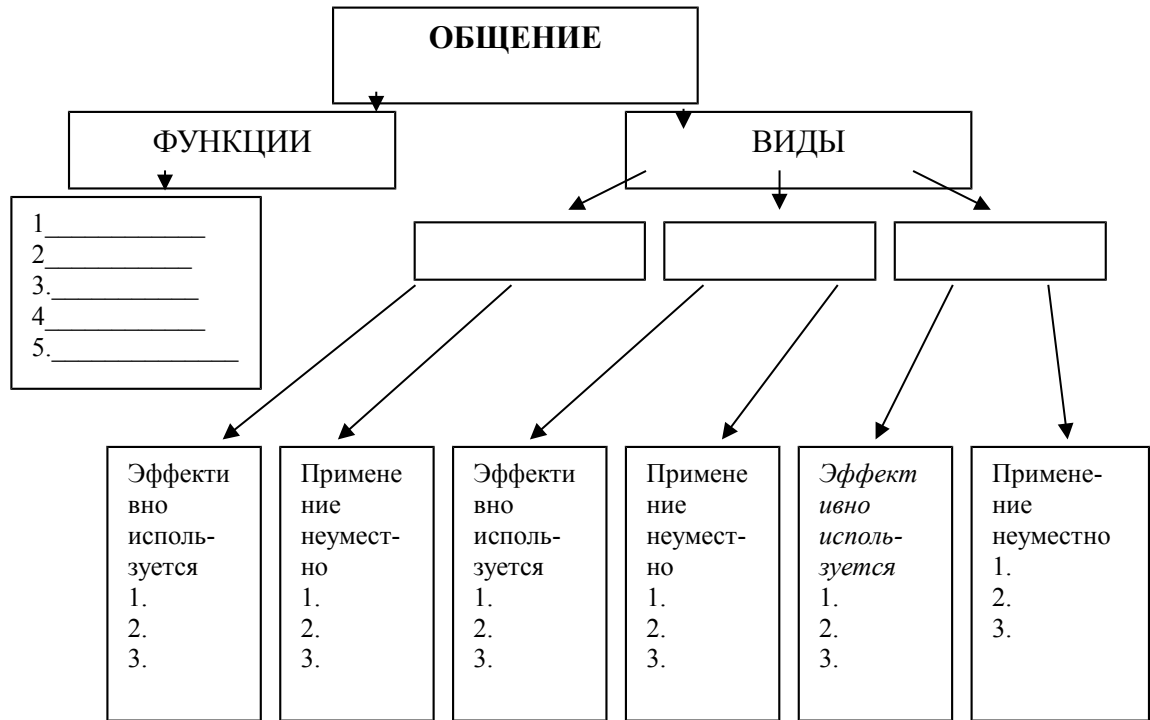 ОБЩЕНИЕ
ФУНКЦИИ
ВИДЫ
1____________
2___________
3.___________
4____________
5.______________
Эффекти
вно
исполь-
зуется
1.
2.
3.
Примене
ние
неумест-
но
1.
2.
3.
Эффекти
вно
исполь-
зуется
1.
2.
3.
Примене
ние
неумест-
но
1.
2.
3.
Эффект
ивно
исполь-
зуется
1.
2.
3.
Примене-
ние
неуместно
1.
2.
3.